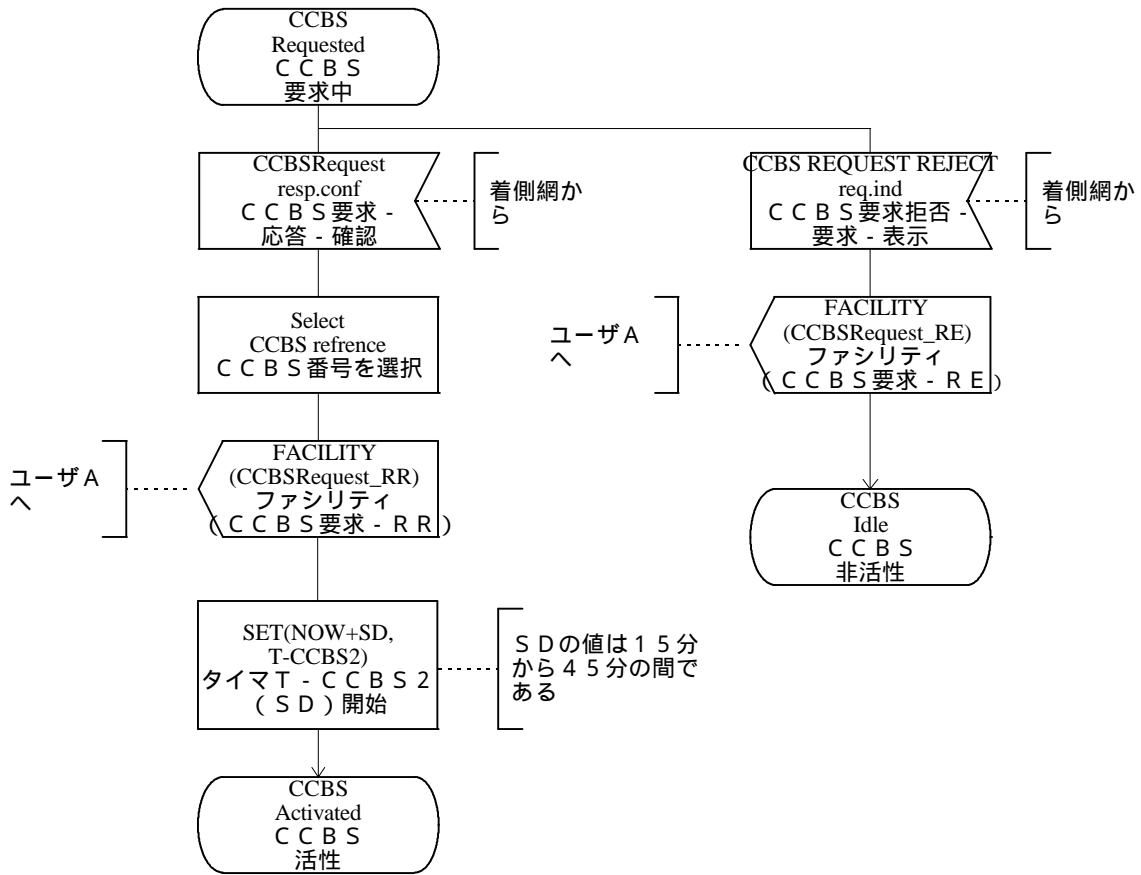 CCBS
Requested
ＣＣＢＳ
要求中
CCBSRequest
resp.conf
ＣＣＢＳ要求 -
応答 - 確認
着側網か
ら
CCBS REQUEST REJECT
req.ind
ＣＣＢＳ要求拒否 -
要求 - 表示
着側網か
ら
Select
CCBS refrence
ＣＣＢＳ番号を選択
ユーザＡ
へ
FACILITY
(CCBSRequest_RE)
ファシリティ
(ＣＣＢＳ要求 - ＲＥ)
ユーザＡ
へ
FACILITY
(CCBSRequest_RR)
ファシリティ
(ＣＣＢＳ要求 - ＲＲ)
CCBS
Idle
ＣＣＢＳ
非活性
SET(NOW+SD,
T-CCBS2)
タイマＴ - ＣＣＢＳ２
(ＳＤ)開始
ＳＤの値は１５分
から４５分の間で
ある
CCBS
Activated
ＣＣＢＳ
活性